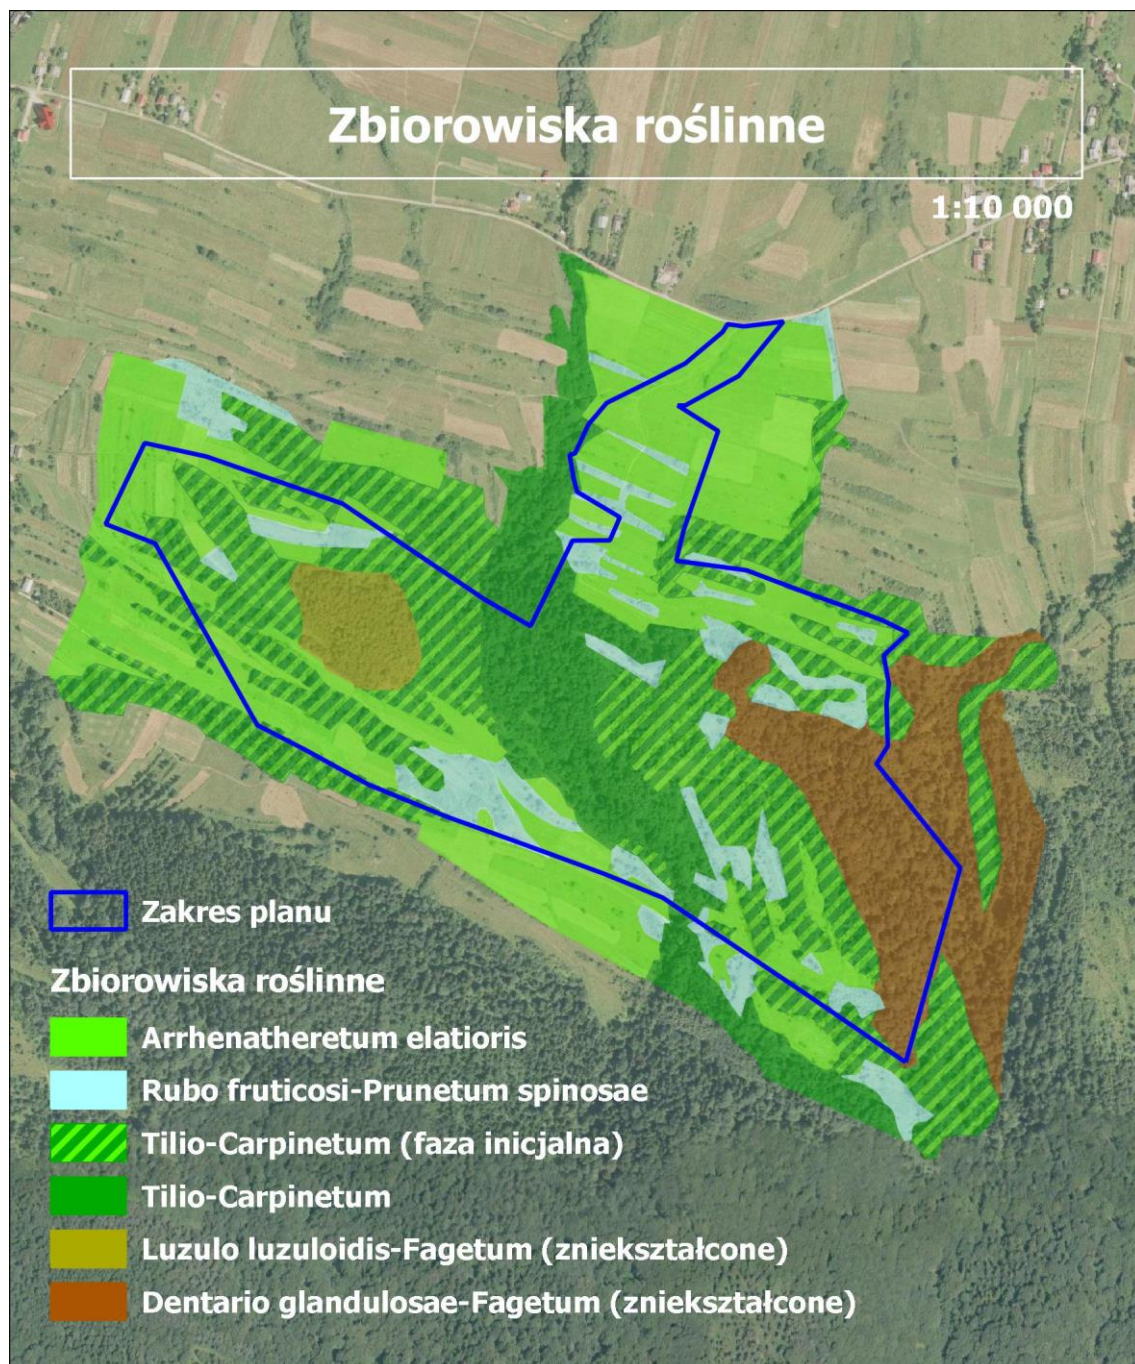 Zbiorowiska roślinne
1:10 000
Zakres planu
Zbiorowiska roślinne
Arrhenatheretum elatioris
Rubo fruticosi-Prunetum spinosae
Tilio-Carpinetum (faza inicjalna)
Tilio-Carpinetum
Luzulo luzuloidis-Fagetum (zniekształcone)
Dentario glandulosae-Fagetum (zniekształcone)